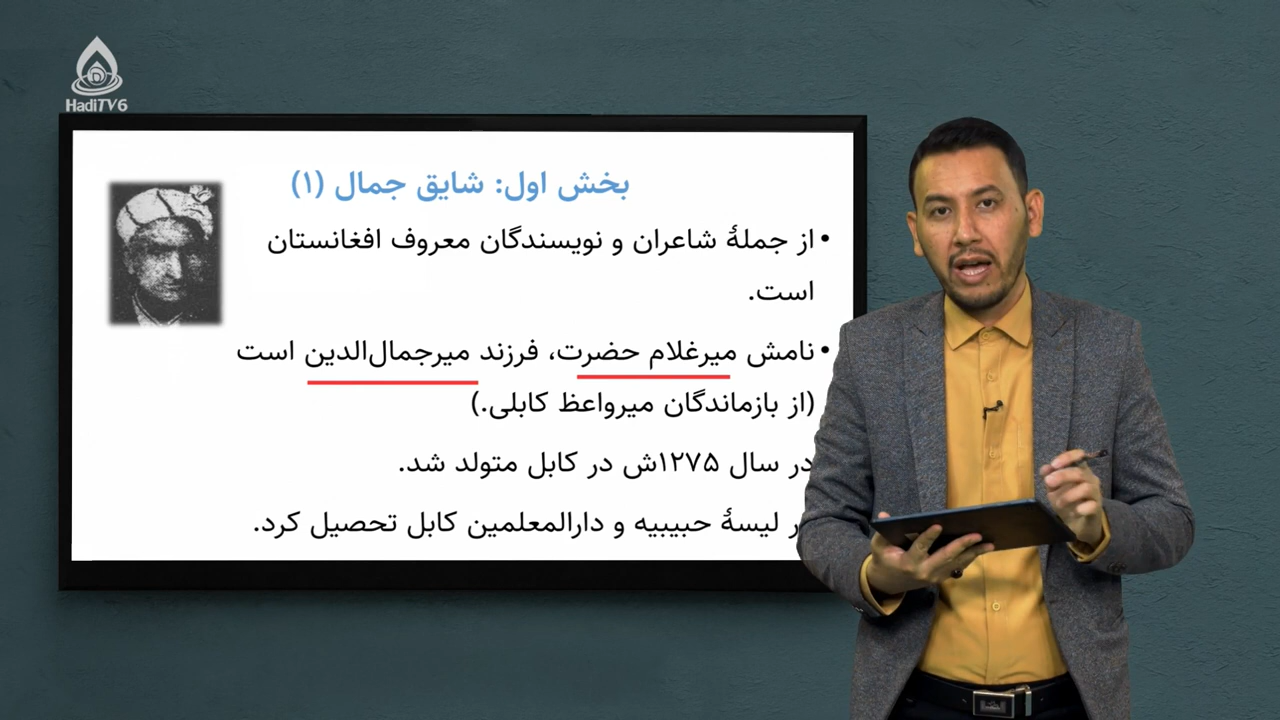 HadiTV6
بخش اول: شایق جمال (۱)
• از جملهٔ شاعران و نویسندگان معروف افغانستان
است.
• نامش میرغلام حضرت، فرزند میرجمال‌الدین است
(از بازماندگان میرواعظ کابلی.)
در سال ۱۲۷۵ش در کابل متولد شد.
لیسهٔ حبیبیه و دارالمعلمین کابل تحصیل کرد.